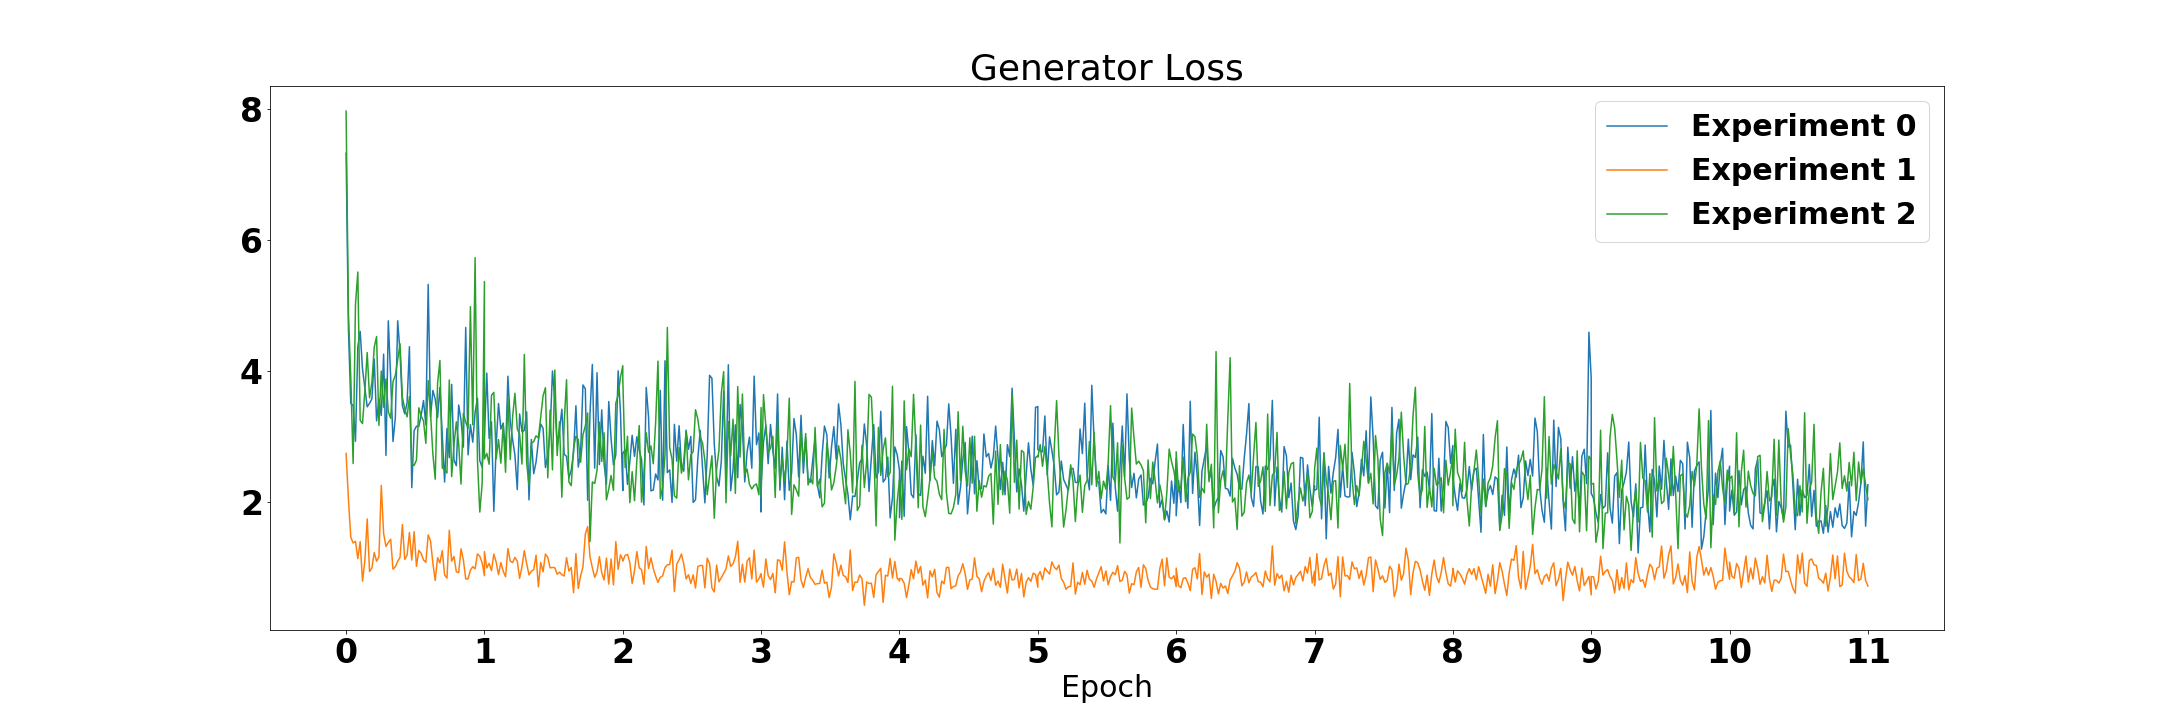 Generator Loss
8
6
4
2
Experiment 0
Experiment 1
Experiment 2
0 1 2 3 4 5 6 7 8 9 10 11
Epoch